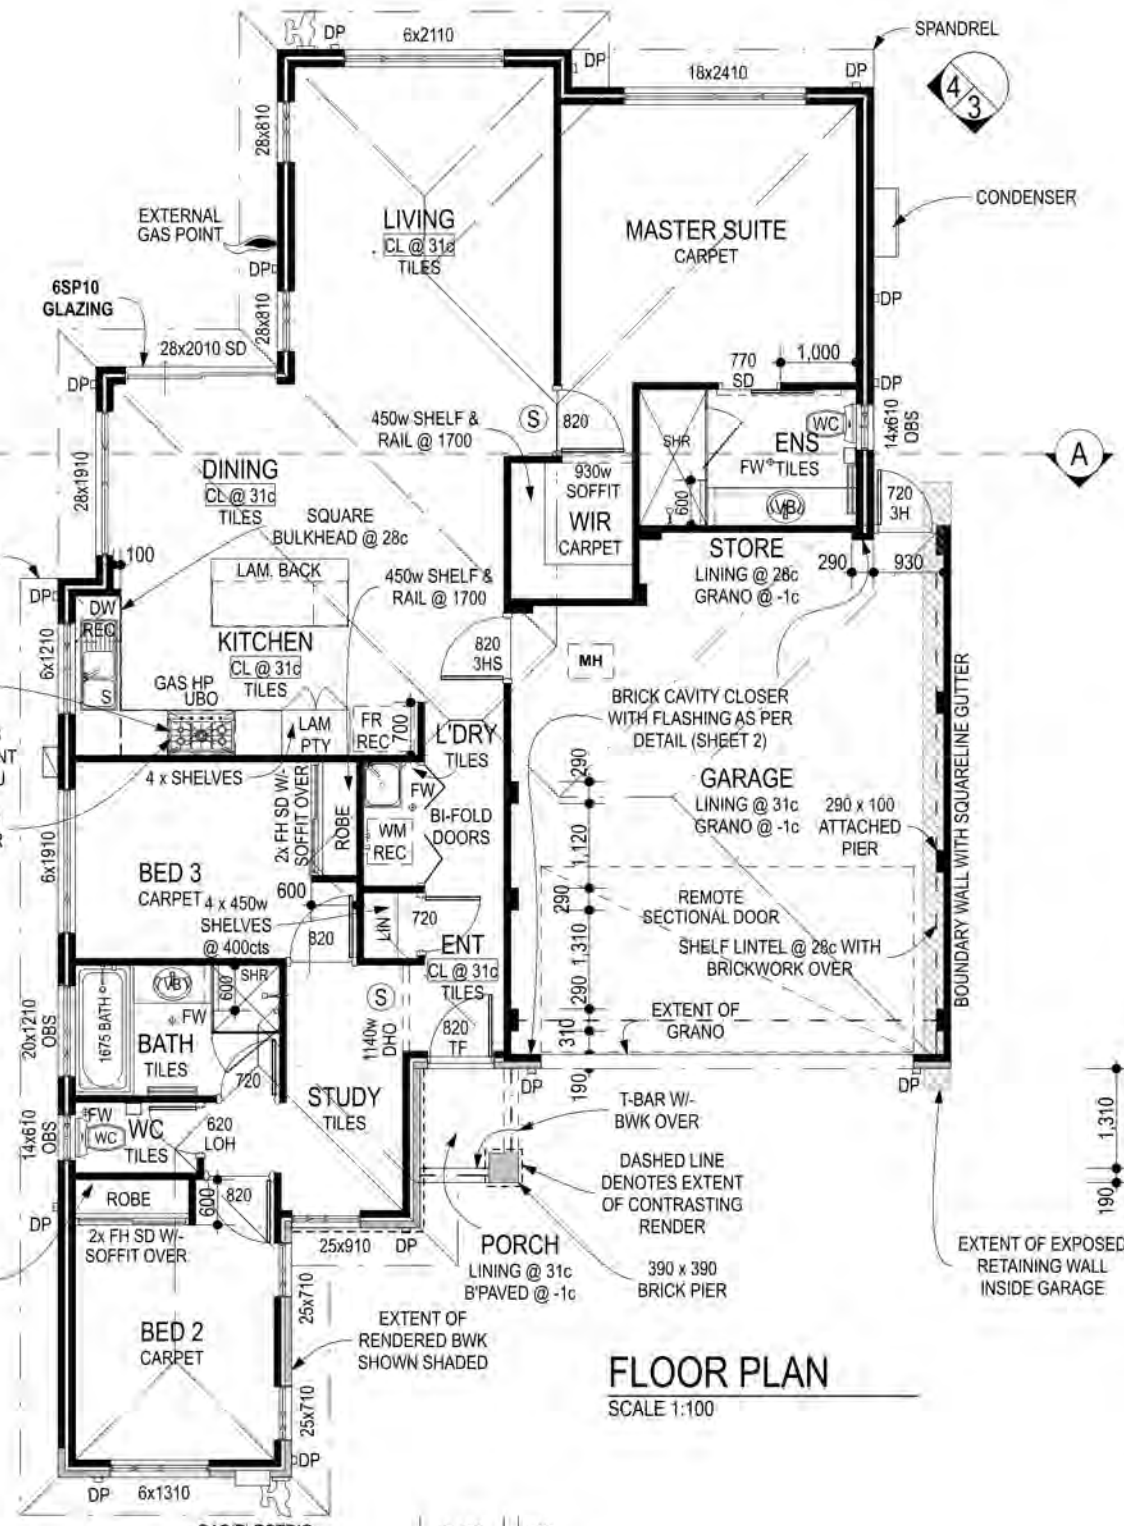 DP
6x2110
DP
18x2410
DP
SPANDREL
4
3
28x810
EXTERNAL
GAS POINT
DP
LIVING
CL @ 31c
TILES
MASTER SUITE
CARPET
CONDENSER
DP
6SP10
GLAZING
28x810
28x2010 SD
DP
770
SD
1,000
DP
450w SHELF &
RAIL @ 1700
S
820
SHR
WC
ENS
FW TILES
VB
600
14x610
OBS
A
28x1910
DINING
CL @ 31c
TILES
SQUARE
BULKHEAD @ 28c
930w
SOFFIT
WIR
CARPET
720
3H
100
LAM. BACK
450w SHELF &
RAIL @ 1700
STORE
LINING @ 28c
GRANO @ -1c
290
930
DP
DW
REC
6x1210
S
KITCHEN
CL @ 31c
TILES
GAS HP
UBO
LAM
PTY
FR
REC
700
820
3HS
MH
L'DRY
TILES
BRICK CAVITY CLOSER
WITH FLASHING AS PER
DETAIL (SHEET 2)
BOUNDARY WALL WITH SQUARELINE GUTTER
NT
U
4 x SHELVES
2x FH SD W/-
SOFFIT OVER
ROBE
FW
WM
REC
BI-FOLD
DOORS
290
GARAGE
LINING @ 31c
GRANO @ -1c
290 x 100
ATTACHED
PIER
1,120
6x1910
BED 3
CARPET
600
4 x 450w
SHELVES
@ 400cts
820
LIN
720
ENT
CL @ 31c
TILES
290
REMOTE
SECTIONAL DOOR
1,310
SHELF LINTEL @ 28c WITH
BRICKWORK OVER
20x1210
OBS
1675 BATH
VB
FW
600
SHR
BATH
TILES
720
S
1140w
DHO
820
TF
290
310
EXTENT OF
GRANO
DP
190
DP
14x610
OBS
FW
WC
WC
TILES
620
LOH
STUDY
TILES
T-BAR W/-
BWK OVER
1,310
190
ROBE
600
820
DP
2x FH SD W/-
SOFFIT OVER
DASHED LINE
DENOTES EXTENT
OF CONTRASTING
RENDER
25x910
DP
PORCH
LINING @ 31c
B'PAVED @ -1c
390 x 390
BRICK PIER
EXTENT OF EXPOSED
RETAINING WALL
INSIDE GARAGE
25x710
BED 2
CARPET
EXTENT OF
RENDERED BWK
SHOWN SHADED
25x710
DP
FLOOR PLAN
SCALE 1:100
DP
6x1310